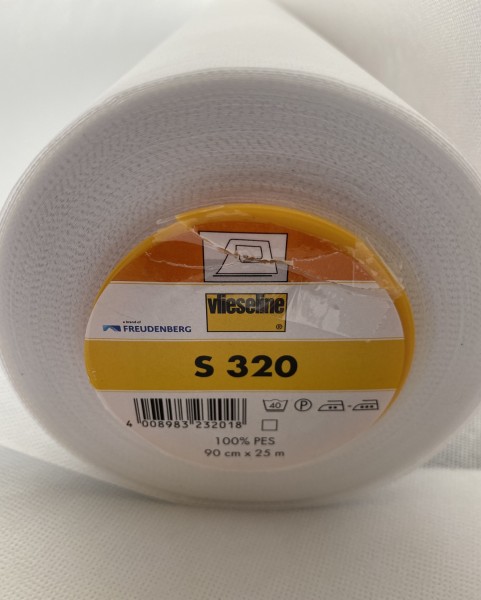 vlieseline
®
a brand of
FREUDENBERG
S 320
40 P
4 008983 232018
100% PES
90 cm x 25 m